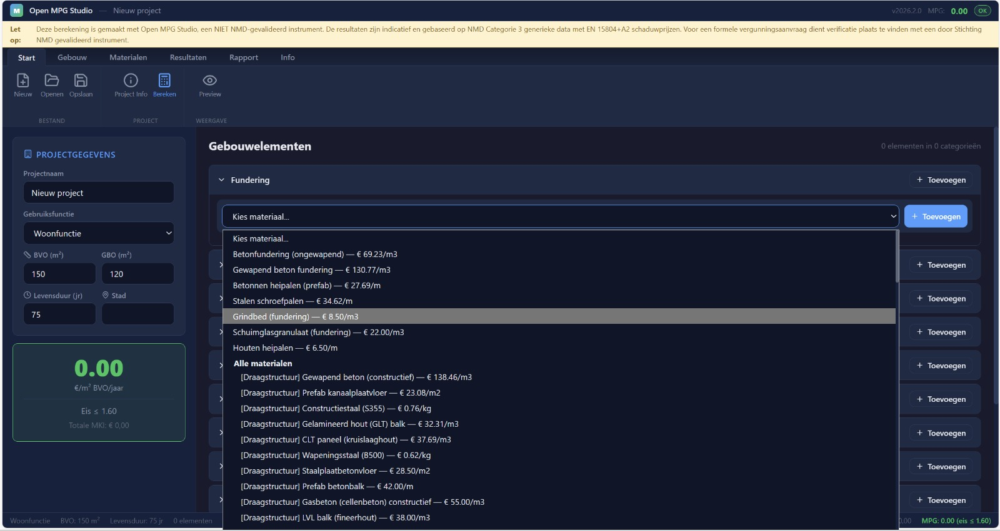 M Open MPG Studio — Nieuw project
v2026.2.0 MPG: 0.00 OK
Let op: Deze berekening is gemaakt met Open MPG Studio, een NIET NMD-gevalideerd instrument. De resultaten zijn indicatief en gebaseerd op NMD Categorie 3 generieke data met EN 15804+A2 schaduwprijzen. Voor een formele vergunningsaanvraag dient verificatie plaats te vinden met een door Stichting
NMD gevalideerd instrument.
Start Gebouw Materialen Resultaten Rapport Info
Nieuw Openen Opslaan Project Info Bereken Preview
BESTAND PROJECT WEERGAVE
PROJECTGEGEVENS
Projectnaam
Nieuw project
Gebruiksfunctie
Woonfunctie
BVO (m²) GBO (m²)
150 120
Levensduur (jr) Stad
75
0.00
€/m² BVO/jaar
Eis ≤ 1.60
Totale MKI: € 0,00
Gebouwelementen
0 elementen in 0 categorieën
Fundering
+ Toevoegen
Kies materiaal...
+ Toevoegen
Kies materiaal...
Betonfundering (ongewapend) — € 69.23/m3
Gewapend beton fundering — € 130.77/m3
Betonnen heipalen (prefab) — € 27.69/m
Stalen schroefpalen — € 34.62/m
Grindbed (fundering) — € 8.50/m3
Schuimglasgranulaat (fundering) — € 22.00/m3
Houten heipalen — € 6.50/m
Alle materialen
[Draagstructuur] Gewapend beton (constructief) — € 138.46/m3
[Draagstructuur] Prefab kanaalplaatvloer — € 23.08/m2
[Draagstructuur] Constructiestaal (S355) — € 0.76/kg
[Draagstructuur] Gelamineerd hout (GLT) balk — € 32.31/m3
[Draagstructuur] CLT paneel (kruislaaghout) — € 37.69/m3
[Draagstructuur] Wapeningsstaal (B500) — € 0.62/kg
[Draagstructuur] Staalplaatbetonvloer — € 28.50/m2
[Draagstructuur] Prefab betonbalk — € 42.00/m
[Draagstructuur] Gasbeton (cellenbeton) constructief — € 55.00/m3
[Draagstructuur] LVL balk (fineerhout) — € 38.00/m3
+ Toevoegen
+ Toevoegen
+ Toevoegen
+ Toevoegen
+ Toevoegen
+ Toevoegen
+ Toevoegen
+ Toevoegen
Woonfunctie BVO: 150 m² Levensduur: 75 jr 0 elementen
0,00 MPG: 0.00 (eis ≤ 1.60)